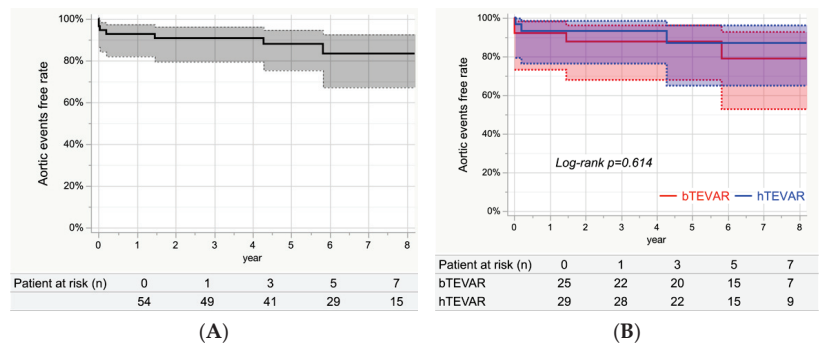 Aortic events free rate
100%
80%
60%
40%
20%
0%
0 1 2 3 4 5 6 7 8
year
Patient at risk (n) 0 1 3 5 7
54 49 41 29 15
(A)
Aortic events free rate
100%
80%
60%
40%
20%
0%
Log-rank p=0.614
bTEVAR hTEVAR
0 1 2 3 4 5 6 7 8
year
Patient at risk (n) 0 1 3 5 7
bTEVAR 25 22 20 15 7
hTEVAR 29 28 22 15 9
(B)